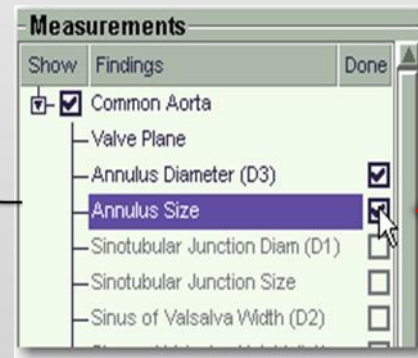 Measurements
Show Findings Done
Common Aorta
Valve Plane
Annulus Diameter (D3)
Annulus Size
Sinotubular Junction Diam (D1)
Sinotubular Junction Size
Sinus of Valsalva Width (D2)